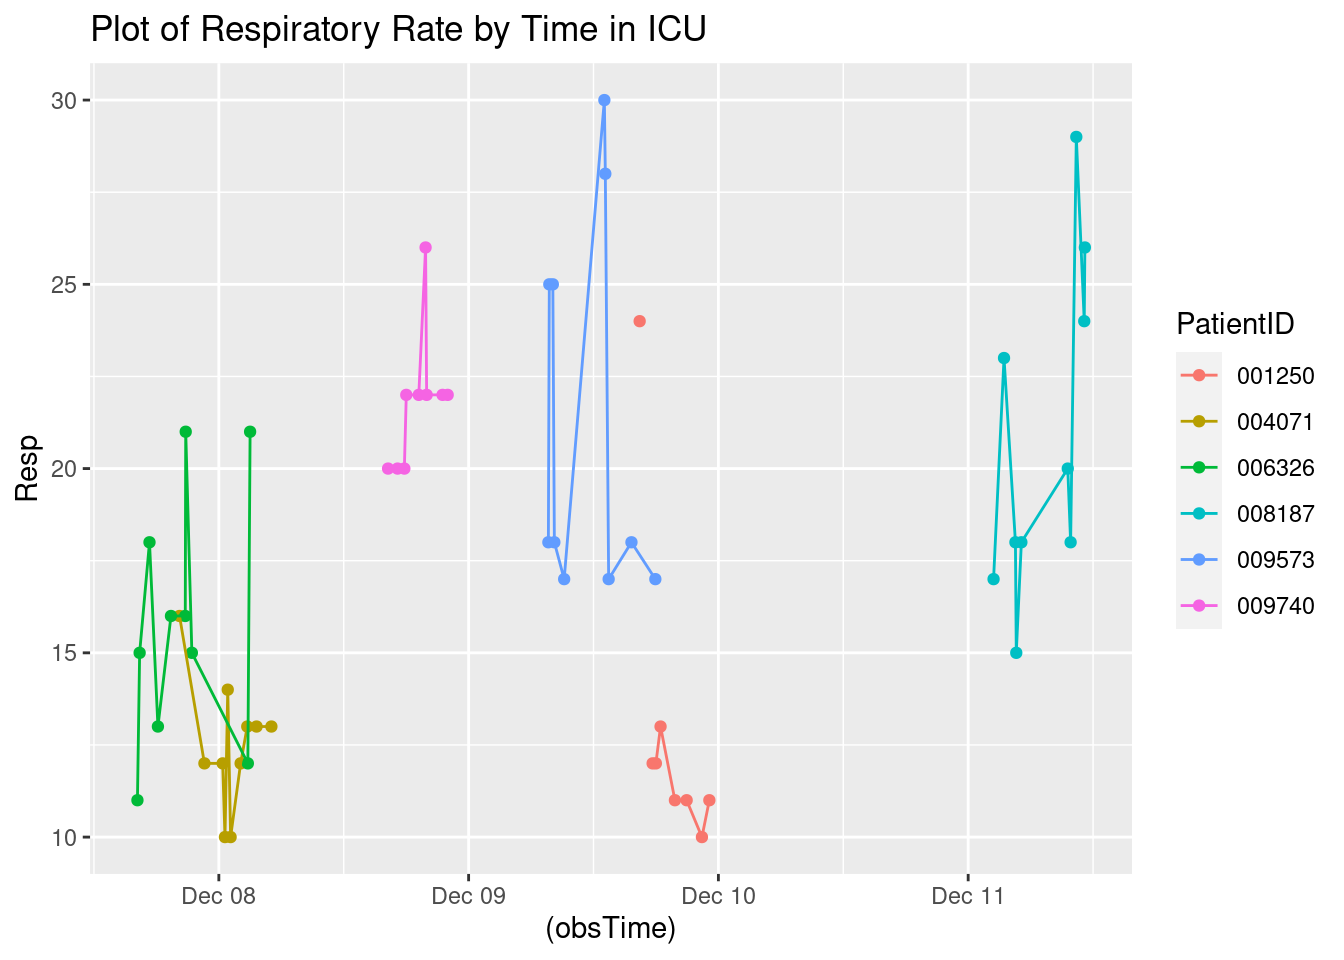 Plot of Respiratory Rate by Time in ICU
30
25
20
15
10
Resp
Dec 08
Dec 09
Dec 10
Dec 11
(obsTime)
PatientID
001250
004071
006326
008187
009573
009740